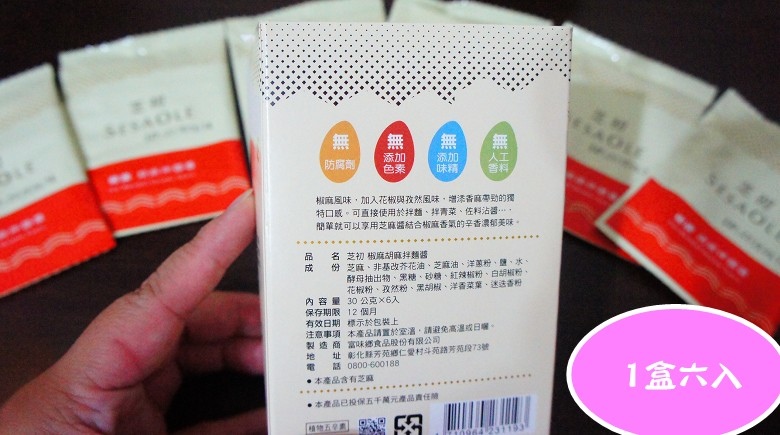 芝初
SESAOLE
芝初
SESAOLE
芝初
SESAOLE
芝初
SESAOLE
無
防腐劑
無
添加
色素
無
添加
味精
無
人工
香料
椒麻風味，加入花椒與孜然風味，增添香麻帶勁的獨
特口感。可直接使用於拌麵、拌青菜、佐料沾醬⋯，
簡單就可以享用芝麻醬結合椒麻香氣的辛香濃郁美味。
品名 芝初 椒麻胡麻拌麵醬
成份 芝麻、非基改芥花油、芝麻油、洋蔥粉、鹽、水、
酵母抽出物、黑糖、砂糖、紅辣椒粉、白胡椒粉、
花椒粉、孜然粉、黑胡椒、洋香菜葉、迷迭香粉
內容量 30 公克×6入
保存期限 12 個月
有效日期 標示於包裝上
注意事項 本產品請置於室溫，請避免高溫或日曬。
製造商 富味鄉食品股份有限公司
地址 彰化縣芳苑鄉仁愛村斗苑路芳苑段73號
電話 0800-600188
● 本產品含有芝麻
● 本產品已投保五千萬元產品責任險
植物五辛素
4710964231193
1盒六入